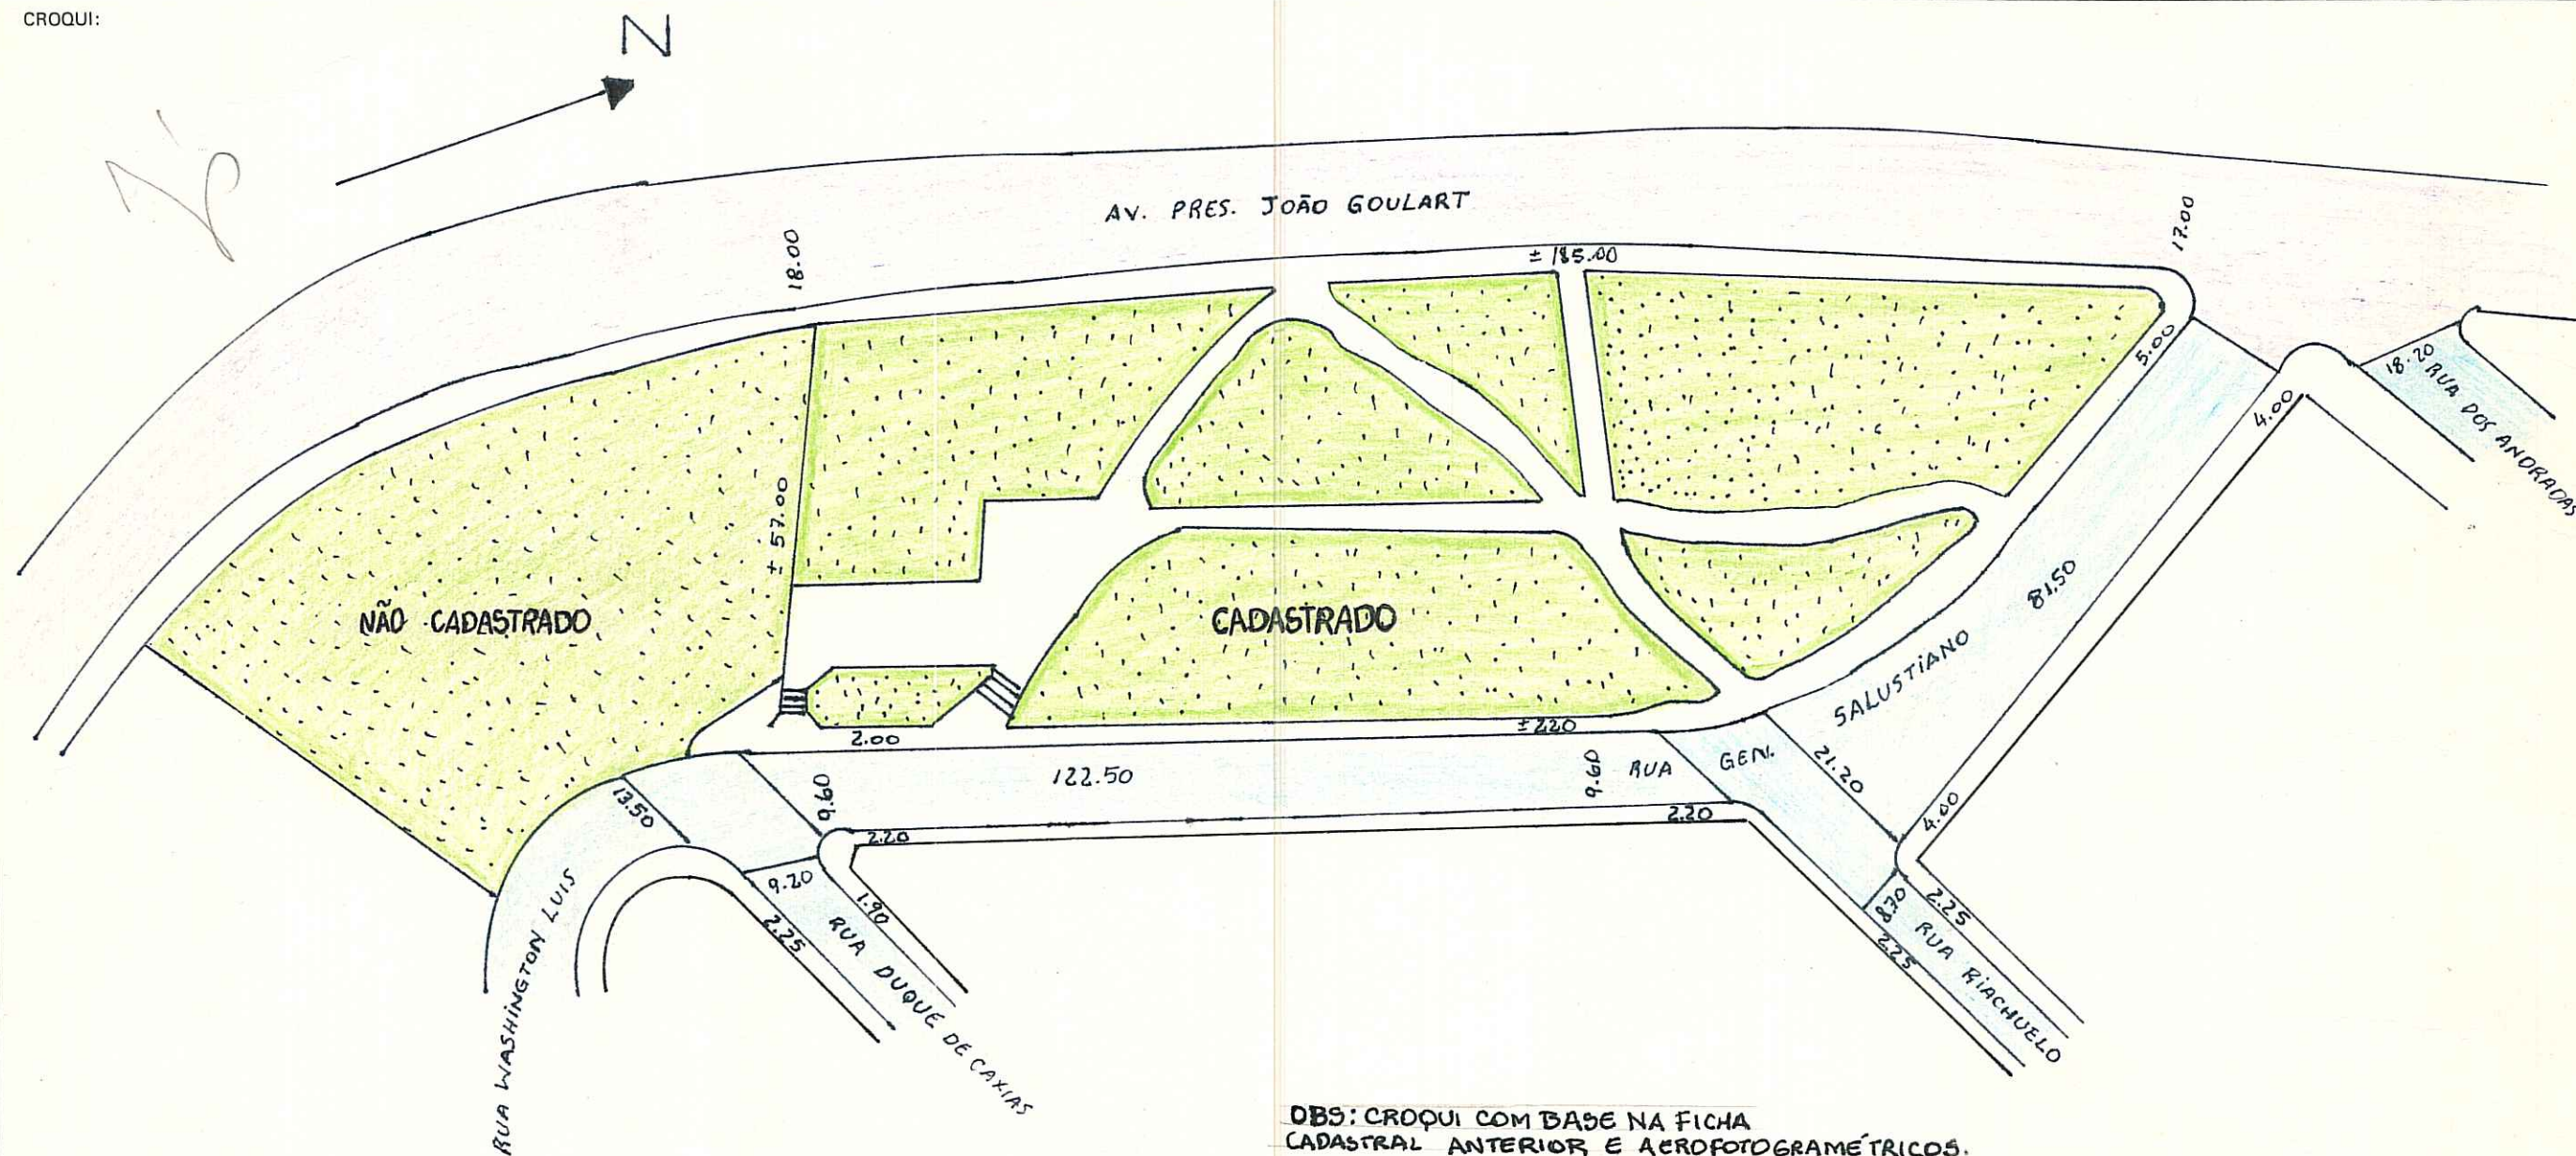 CROQUI:
N
AV. PRES. JOÃO GOULART
18.00
± 185.00
17.00
5.00
18.20
RUA DOS ANDRADAS
4.00
± 57.00
NÃO CADASTRADO
CADASTRADO
81.50
SALUSTIANO
GEN.
RUA
21.20
± 220
2.00
122.50
9.60
9.60
13.50
2.20
2.20
4.00
9.20
1.90
2.25
8.70
2.25
2.25
RUA WASHINGTON LUIS
RUA DUQUE DE CAXIAS
RUA RIACHUELO
OBS: CROQUI COM BASE NA FICHA
CADASTRAL ANTERIOR E AEROFOTOGRAMÉTRICOS.